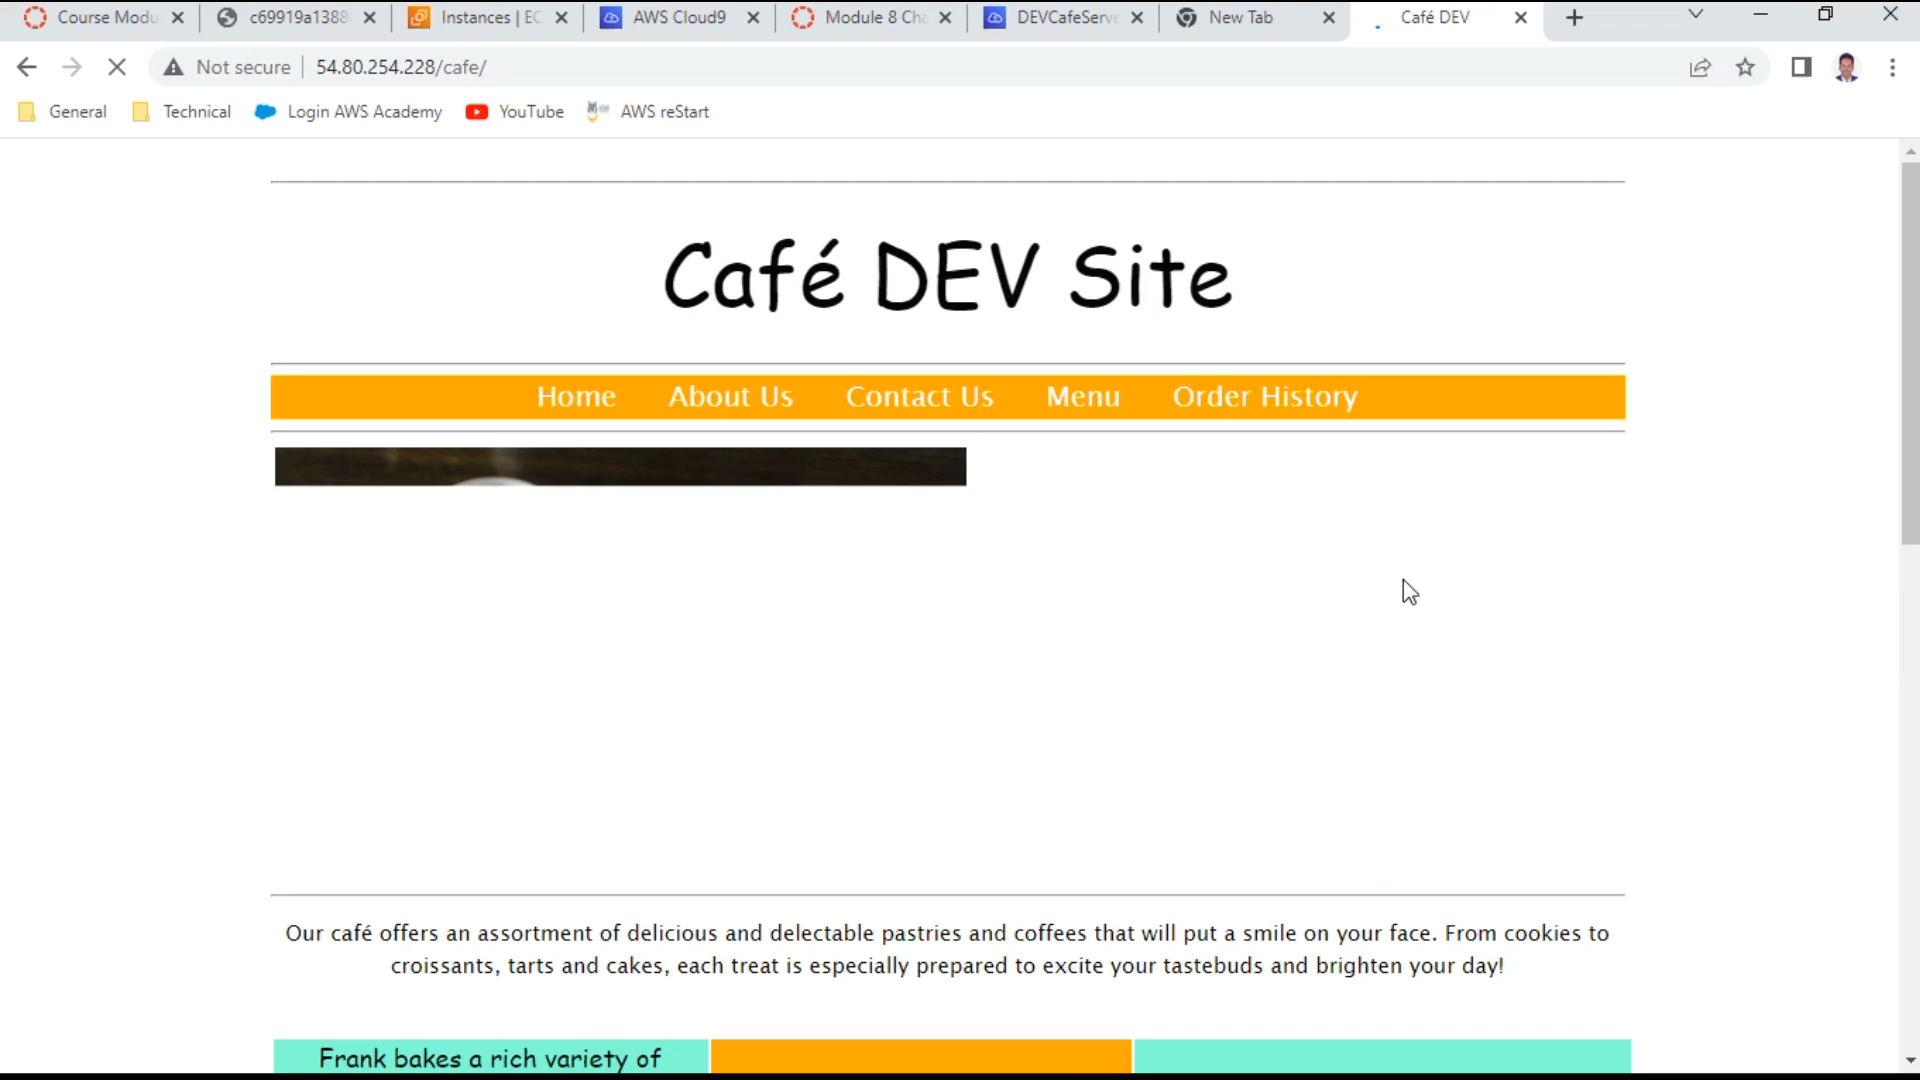 Course Modu
c69919a1388
Instances | EC
AWS Cloud9
Module 8 Cha
DEVCafeServe
New Tab
Café DEV
Not secure
54.80.254.228/cafe/
General
Technical
Login AWS Academy
YouTube
AWS reStart
Café DEV Site
Home About Us Contact Us Menu Order History
Our café offers an assortment of delicious and delectable pastries and coffees that will put a smile on your face. From cookies to
croissants, tarts and cakes, each treat is especially prepared to excite your tastebuds and brighten your day!
Frank bakes a rich variety of